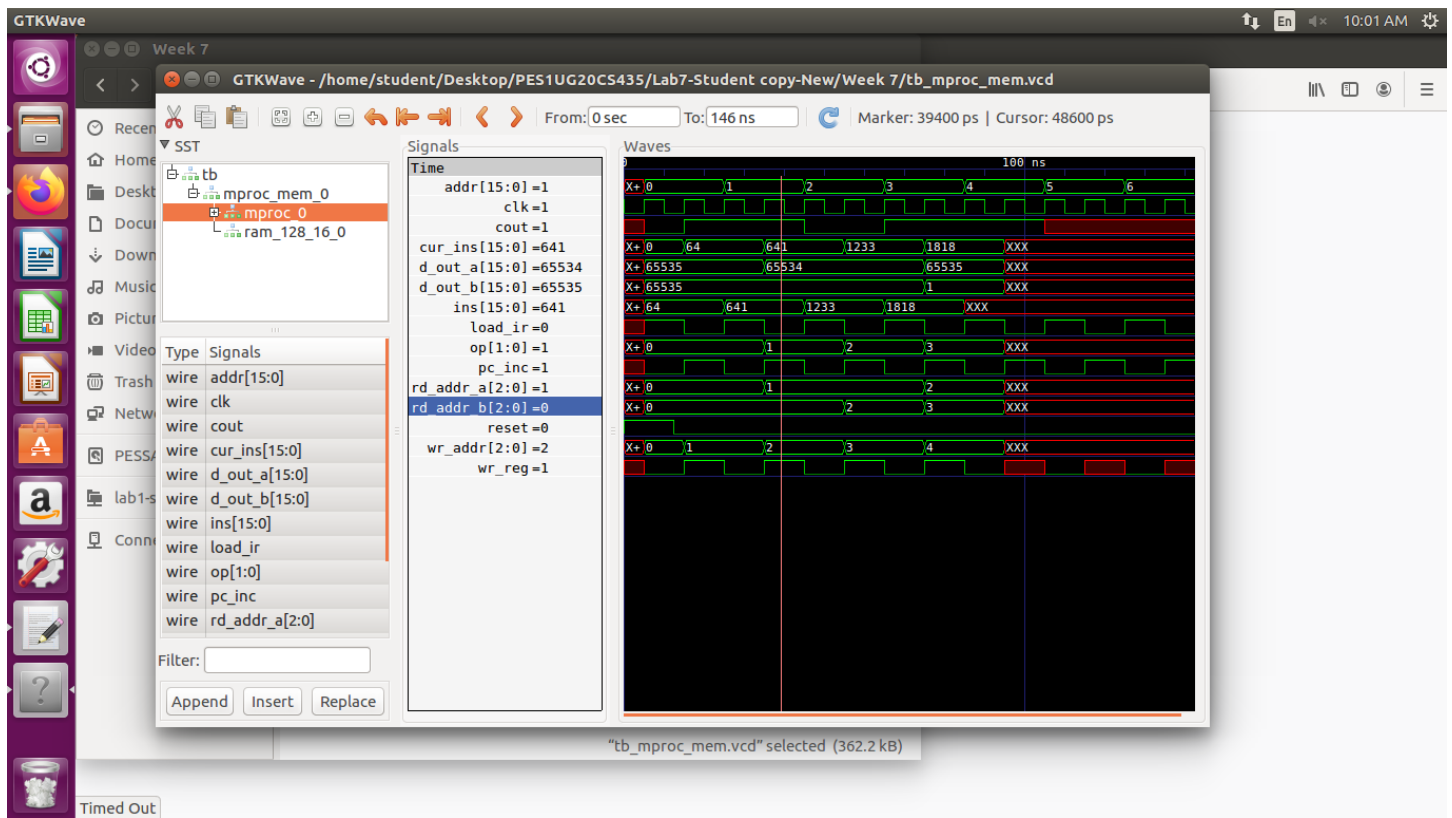 GTKWave
En
10:01 AM
Week 7
GTKWave - /home/student/Desktop/PES1UG20CS435/Lab7-Student copy-New/Week 7/tb_mproc_mem.vcd
From: 0 sec To: 146 ns Marker: 39400 ps | Cursor: 48600 ps
Recen
Home
Deskt
Docu
Down
Music
Pictur
Video
Trash
Netw
PESSA
lab1-s
Conne
SST
tb
mproc_mem_0
mproc_0
ram_128_16_0
Type Signals
wire addr[15:0]
wire clk
wire cout
wire cur_ins[15:0]
wire d_out_a[15:0]
wire d_out_b[15:0]
wire ins[15:0]
wire load_ir
wire op[1:0]
wire pc_inc
wire rd_addr_a[2:0]
Filter:
Append Insert Replace
Signals
Time
addr[15:0] =1
clk =1
cout =1
cur_ins[15:0] =641
d_out_a[15:0] =65534
d_out_b[15:0] =65535
ins[15:0] =641
load_ir =0
op[1:0] =1
pc_inc =1
rd_addr_a[2:0] =1
rd_addr_b[2:0] =0
reset =0
wr_addr[2:0] =2
wr_reg =1
Waves
100 ns
X+ 0 1 2 3 4 5 6
X+ 0 64 641 1233 1818 XXX
X+ 65535 65534 65535 XXX
X+ 65535 1 XXX
X+ 64 641 1233 1818 XXX
X+ 0 1 2 3 XXX
X+ 0 1 2 XXX
X+ 0 2 3 XXX
X+ 0 1 2 3 4 XXX
"tb_mproc_mem.vcd" selected (362.2 kB)
Timed Out